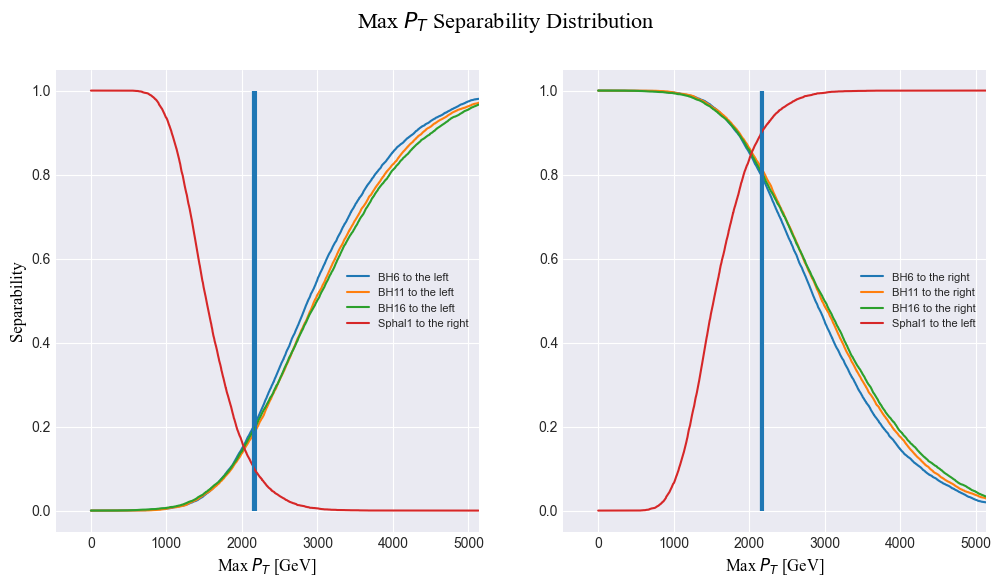 Max P_T Separability Distribution
Separability
1.0
0.8
0.6
0.4
0.2
0.0
0 1000 2000 3000 4000 5000
Max P_T [GeV]
BH6 to the left
BH11 to the left
BH16 to the left
Sphal1 to the right
1.0
0.8
0.6
0.4
0.2
0.0
0 1000 2000 3000 4000 5000
Max P_T [GeV]
BH6 to the right
BH11 to the right
BH16 to the right
Sphal1 to the left